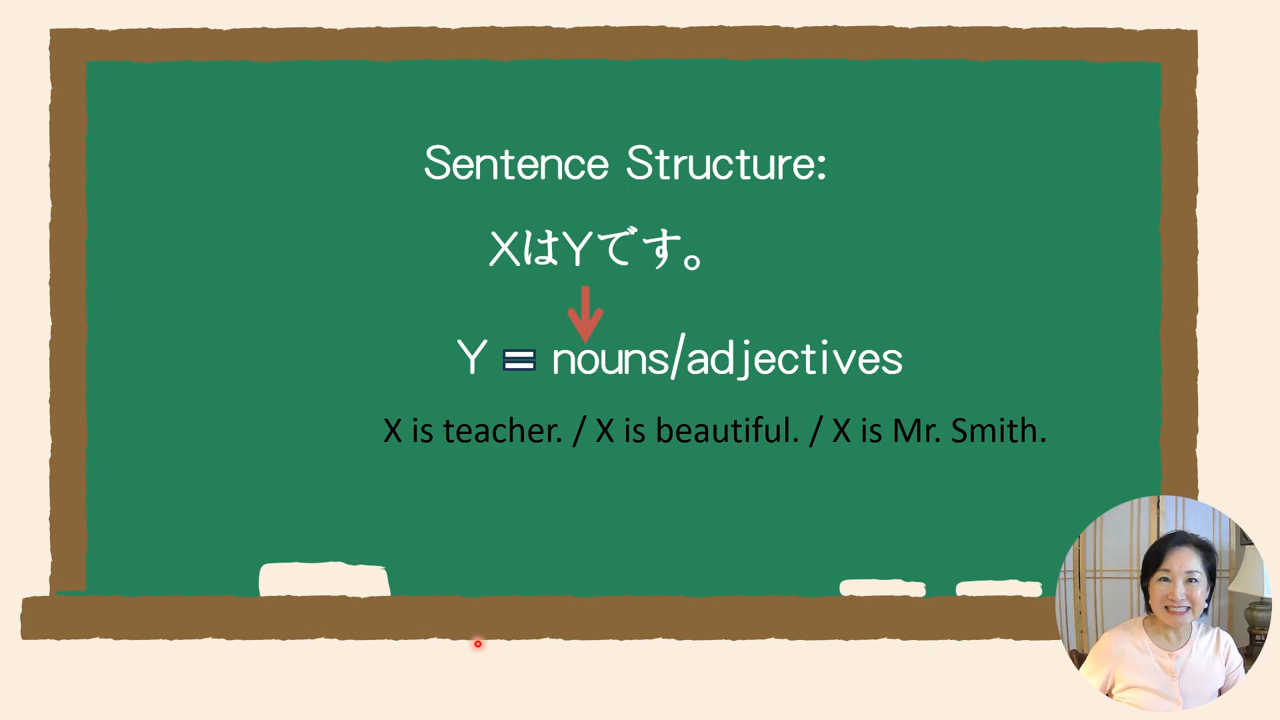 Sentence Structure:
XはYです。
Y = nouns/adjectives
X is teacher. / X is beautiful. / X is Mr. Smith.